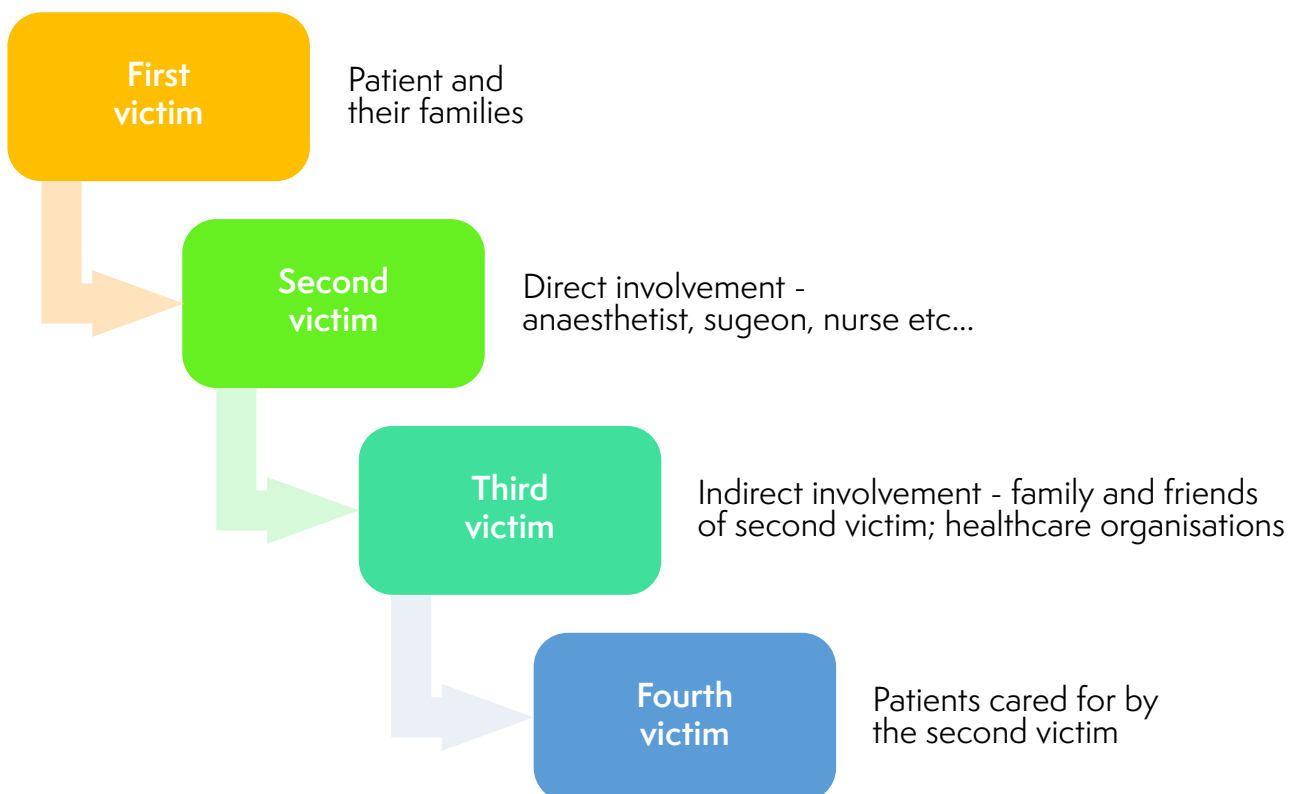 First
victim
Patient and
their families
Second
victim
Direct involvement -
anaesthetist, sugeon, nurse etc...
Third
victim
Indirect involvement - family and friends
of second victim; healthcare organisations
Fourth
victim
Patients cared for by
the second victim